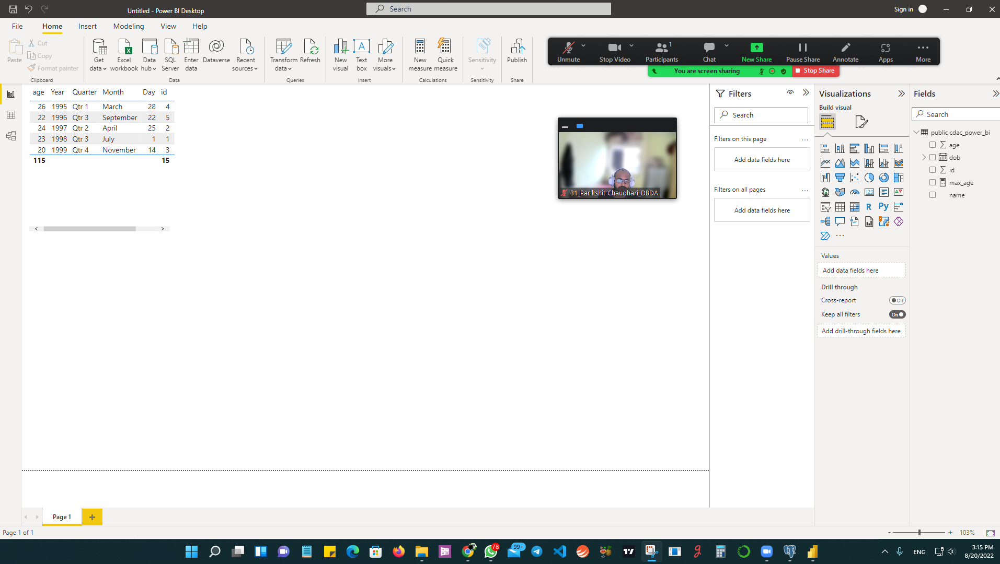 Untitled - Power BI Desktop
Search
Sign in
File Home Insert Modeling View Help
Paste
Cut
Copy
Format painter
Clipboard
Get data
Excel workbook
Data hub
SQL Server
Enter data
Dataverse
Recent sources
Data
Transform data
Refresh
Queries
New visual
Text box
More visuals
Insert
New measure
Quick measure
Calculations
Sensitivity
Sensitivity
Publish
Share
Unmute
Stop Video
1
Participants
Chat
New Share
Pause Share
Annotate
Apps
More
You are screen sharing
Stop Share
age Year Quarter Month Day id
26 1995 Qtr 1 March 28 4
22 1996 Qtr 3 September 22 5
24 1997 Qtr 2 April 25 2
23 1998 Qtr 3 July 1 1
20 1999 Qtr 4 November 14 3
115 15
31_Parikshit Chaudhari_DBDA
Filters
Search
Filters on this page
Add data fields here
Filters on all pages
Add data fields here
Visualizations
Build visual
123
R
Py
Values
Add data fields here
Drill through
Cross-report
Off
Keep all filters
On
Add drill-through fields here
Fields
Search
public cdac_power_bi
age
dob
id
max_age
name
Page 1
Page 1 of 1
- + 103%
78
99+
ENG
3:15 PM
8/20/2022